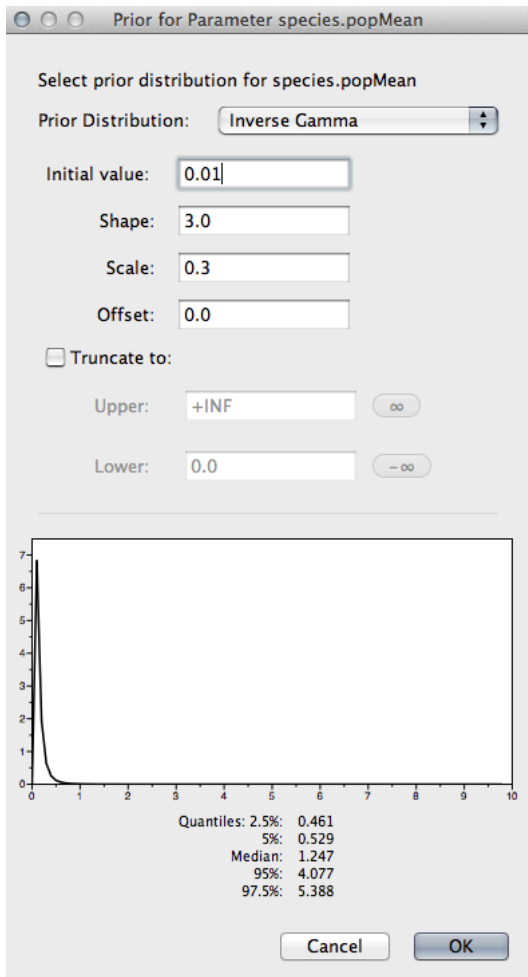 Prior for Parameter species.popMean
Select prior distribution for species.popMean
Prior Distribution: Inverse Gamma
Initial value: 0.01
Shape: 3.0
Scale: 0.3
Offset: 0.0
Truncate to:
Upper: +INF ∞
Lower: 0.0 -∞
7
6
5
4
3
2
1
0
0 1 2 3 4 5 6 7 8 9 10
Quantiles: 2.5%: 0.461
5%: 0.529
Median: 1.247
95%: 4.077
97.5%: 5.388
Cancel OK